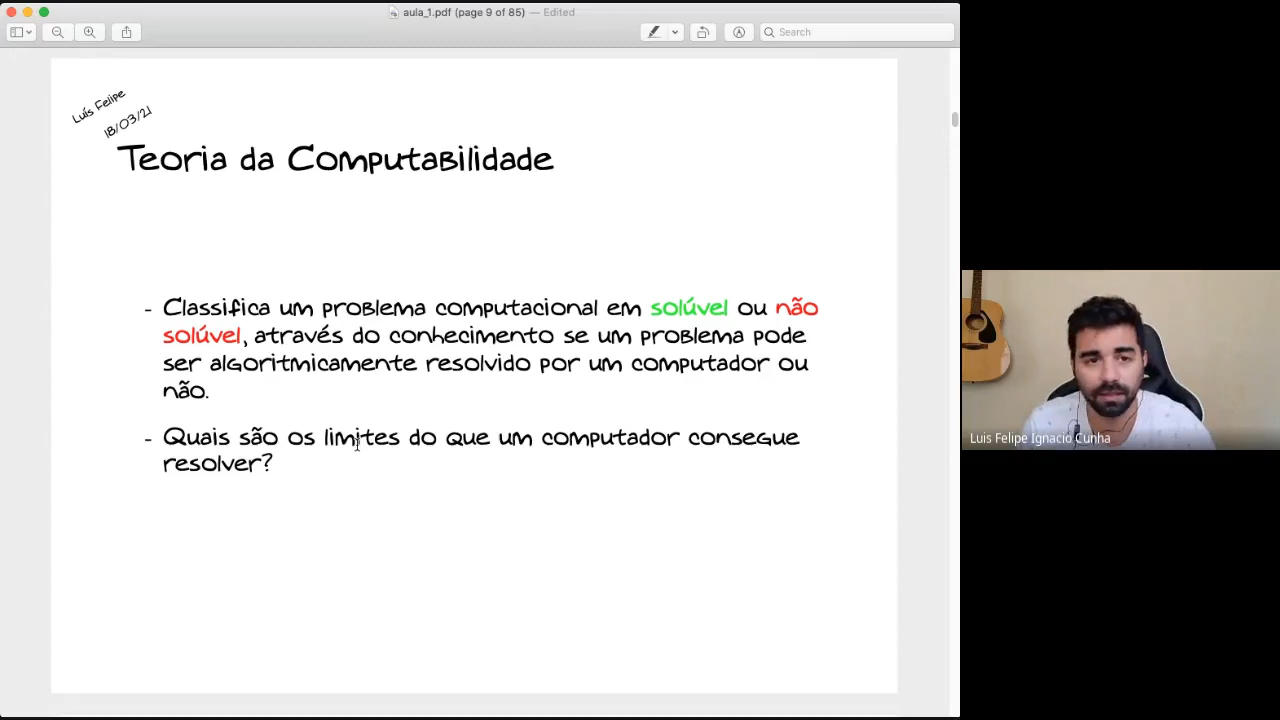 aula_1.pdf (page 9 of 85) — Edited
Search
Luís Felipe
18/03/21
Teoria da Computabilidade
- Classifica um problema computacional em solúvel ou não
solúvel, através do conhecimento se um problema pode
ser algoritmicamente resolvido por um computador ou
não.
- Quais são os limites do que um computador consegue
resolver?
Luis Felipe Ignacio Cunha